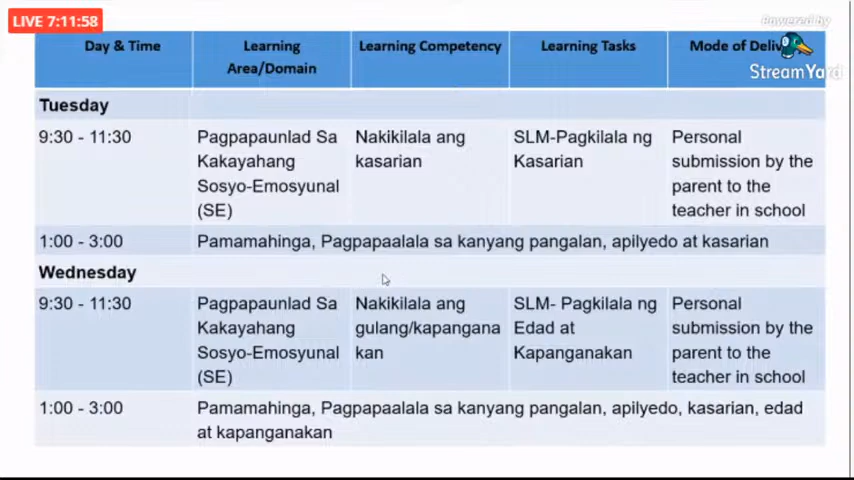 LIVE 7:11:58
Powered by
StreamYard
Day & Time
Learning
Area/Domain
Learning Competency
Learning Tasks
Mode of
Tuesday
9:30 - 11:30
Pagpapaunlad Sa
Kakayahang
Sosyo-Emosyunal
(SE)
Nakikilala ang
kasarian
SLM-Pagkilala ng
Kasarian
Personal
submission by the
parent to the
teacher in school
1:00 - 3:00
Pamamahinga, Pagpapaalala sa kanyang pangalan, apilyedo at kasarian
Wednesday
9:30 - 11:30
Pagpapaunlad Sa
Kakayahang
Sosyo-Emosyunal
(SE)
Nakikilala ang
gulang/kapangana
kan
SLM- Pagkilala ng
Edad at
Kapanganakan
Personal
submission by the
parent to the
teacher in school
1:00 - 3:00
Pamamahinga, Pagpapaalala sa kanyang pangalan, apilyedo, kasarian, edad
at kapanganakan